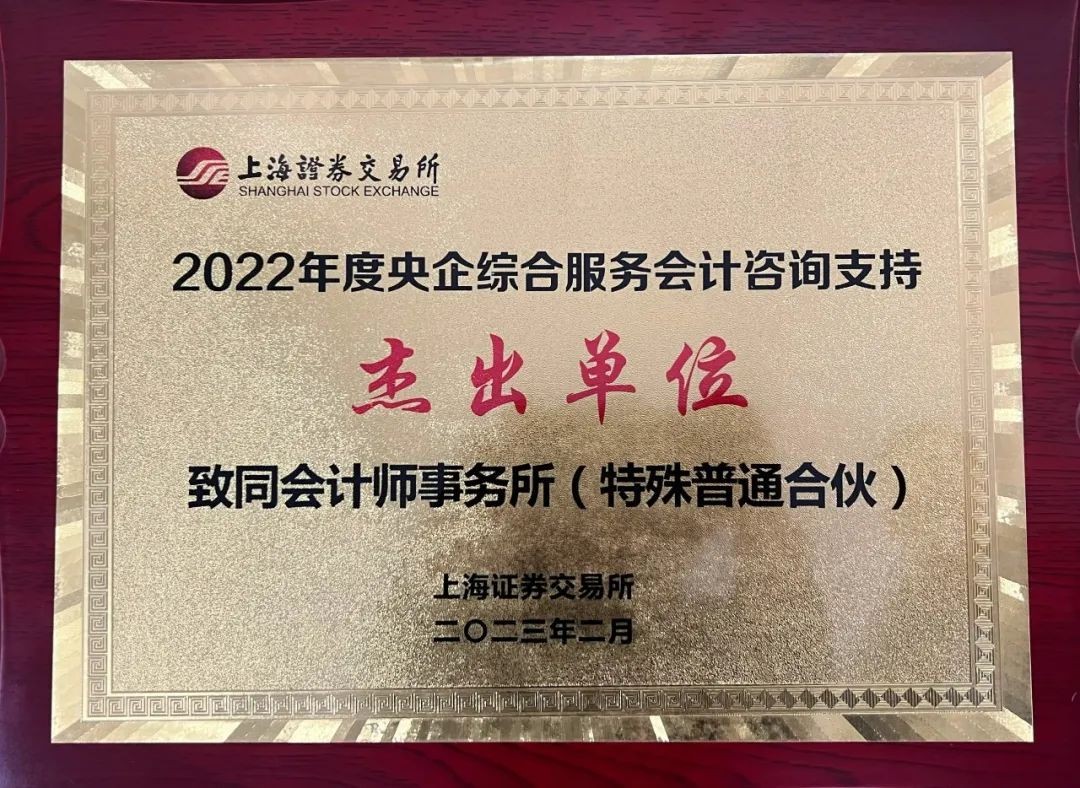 上海證券交易所
SHANGHAI STOCK EXCHANGE
2022年度央企综合服务会计咨询支持
杰出单位
致同会计师事务所（特殊普通合伙）
上海证券交易所
二〇二三年二月